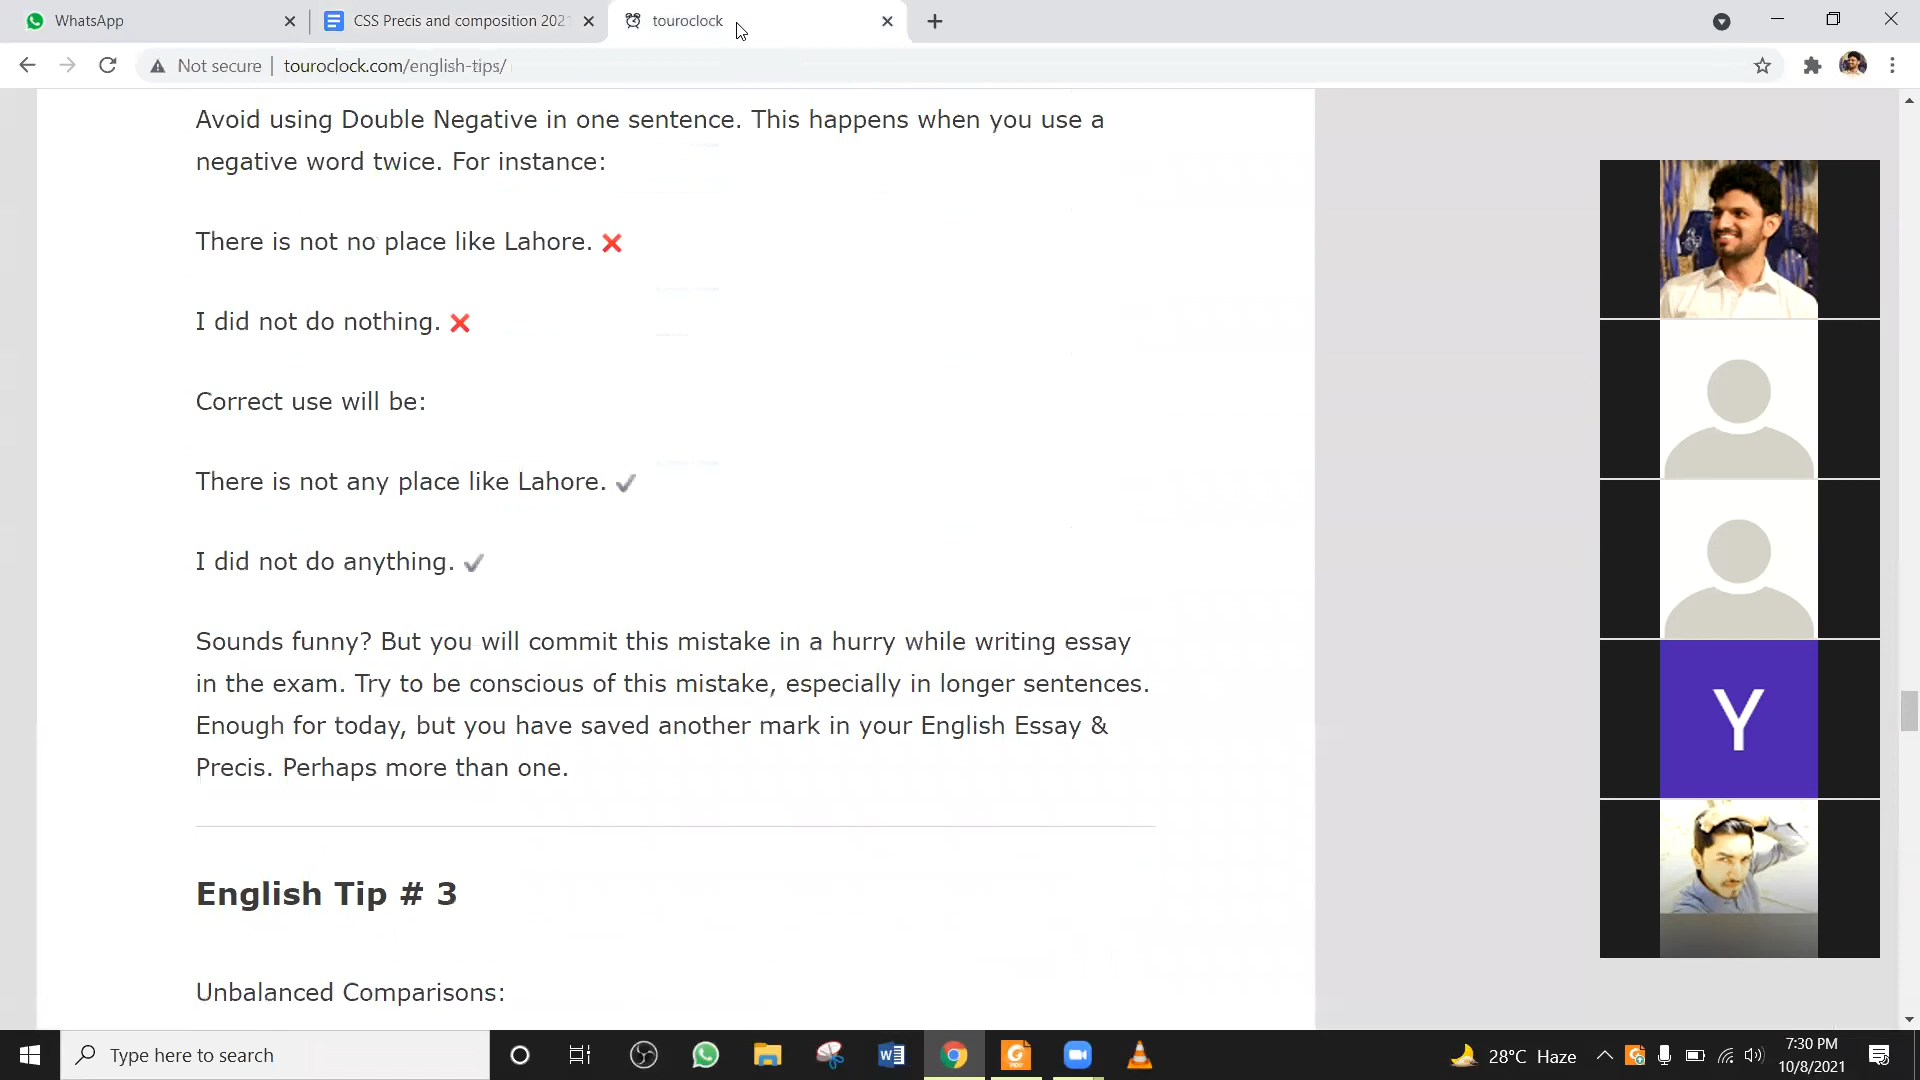 WhatsApp
CSS Precis and composition 2021
touroclock
Not secure
touroclock.com/english-tips/
Avoid using Double Negative in one sentence. This happens when you use a
negative word twice. For instance:
There is not no place like Lahore. ❌
I did not do nothing. ❌
Correct use will be:
There is not any place like Lahore. ✔
I did not do anything. ✔
Sounds funny? But you will commit this mistake in a hurry while writing essay
in the exam. Try to be conscious of this mistake, especially in longer sentences.
Enough for today, but you have saved another mark in your English Essay &
Precis. Perhaps more than one.
English Tip # 3
Unbalanced Comparisons:
Y
Type here to search
28°C Haze
7:30 PM
10/8/2021